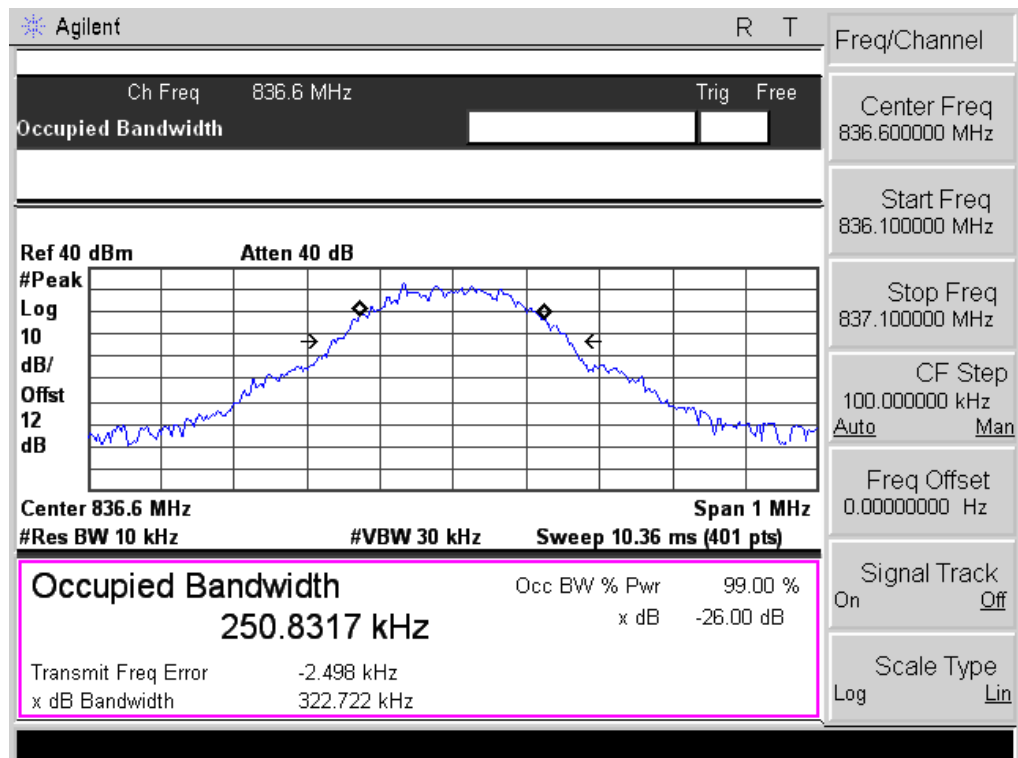 Agilent R T
Ch Freq 836.6 MHz Trig Free
Occupied Bandwidth
Ref 40 dBm Atten 40 dB
#Peak
Log
10
dB/
Offst
12
dB
Center 836.6 MHz Span 1 MHz
#Res BW 10 kHz #VBW 30 kHz Sweep 10.36 ms (401 pts)
Occupied Bandwidth Occ BW % Pwr 99.00 %
250.8317 kHz x dB -26.00 dB
Transmit Freq Error -2.498 kHz
x dB Bandwidth 322.722 kHz
Freq/Channel
Center Freq
836.600000 MHz
Start Freq
836.100000 MHz
Stop Freq
837.100000 MHz
CF Step
100.000000 kHz
Auto Man
Freq Offset
0.00000000 Hz
Signal Track
On Off
Scale Type
Log Lin